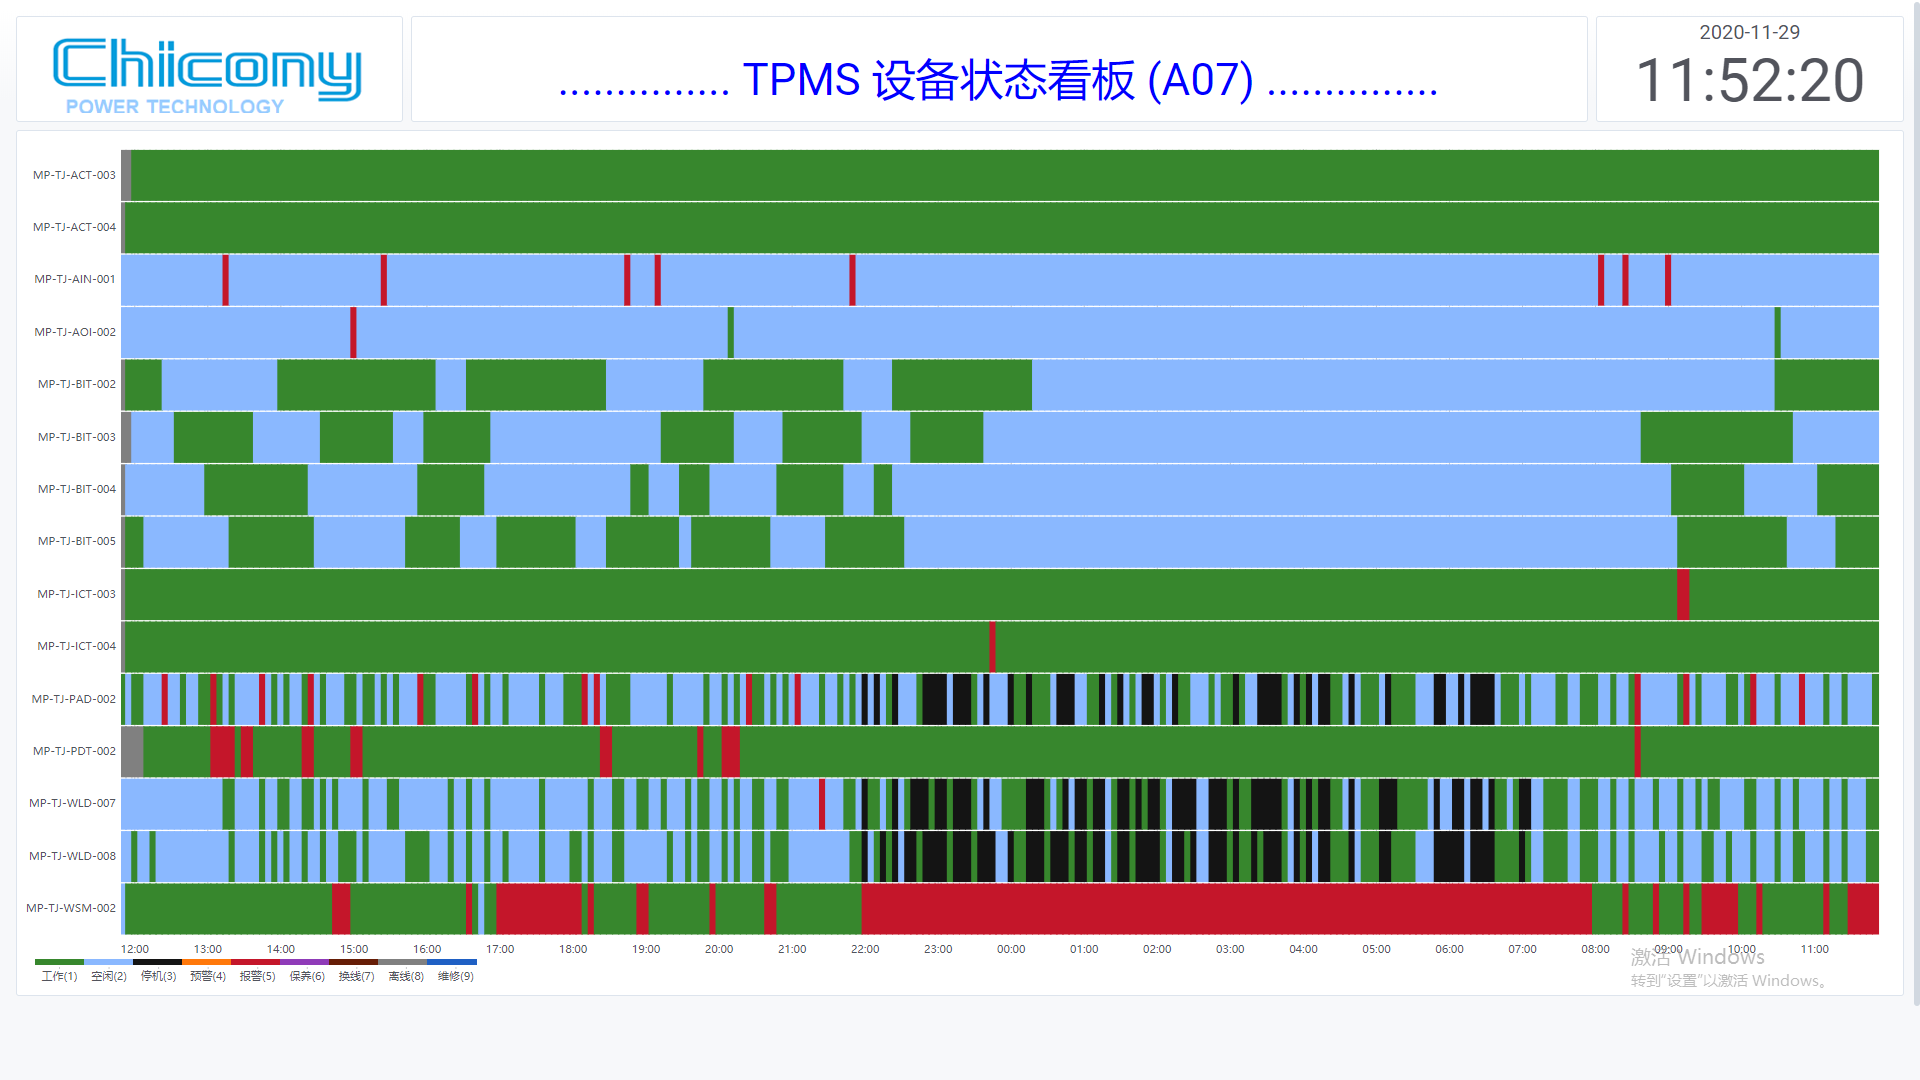 Chicony
POWER TECHNOLOGY
............... TPMS 设备状态看板 (A07) ...............
2020-11-29
11:52:20
MP-TJ-ACT-003
MP-TJ-ACT-004
MP-TJ-AIN-001
MP-TJ-AOI-002
MP-TJ-BIT-002
MP-TJ-BIT-003
MP-TJ-BIT-004
MP-TJ-BIT-005
MP-TJ-ICT-003
MP-TJ-ICT-004
MP-TJ-PAD-002
MP-TJ-PDT-002
MP-TJ-WLD-007
MP-TJ-WLD-008
MP-TJ-WSM-002
12:00 13:00 14:00 15:00 16:00 17:00 18:00 19:00 20:00 21:00 22:00 23:00 00:00 01:00 02:00 03:00 04:00 05:00 06:00 07:00 08:00 09:00 10:00 11:00
工作(1) 空闲(2) 停机(3) 预警(4) 报警(5) 保养(6) 换线(7) 离线(8) 维修(9)
激活 Windows
转到"设置"以激活 Windows。